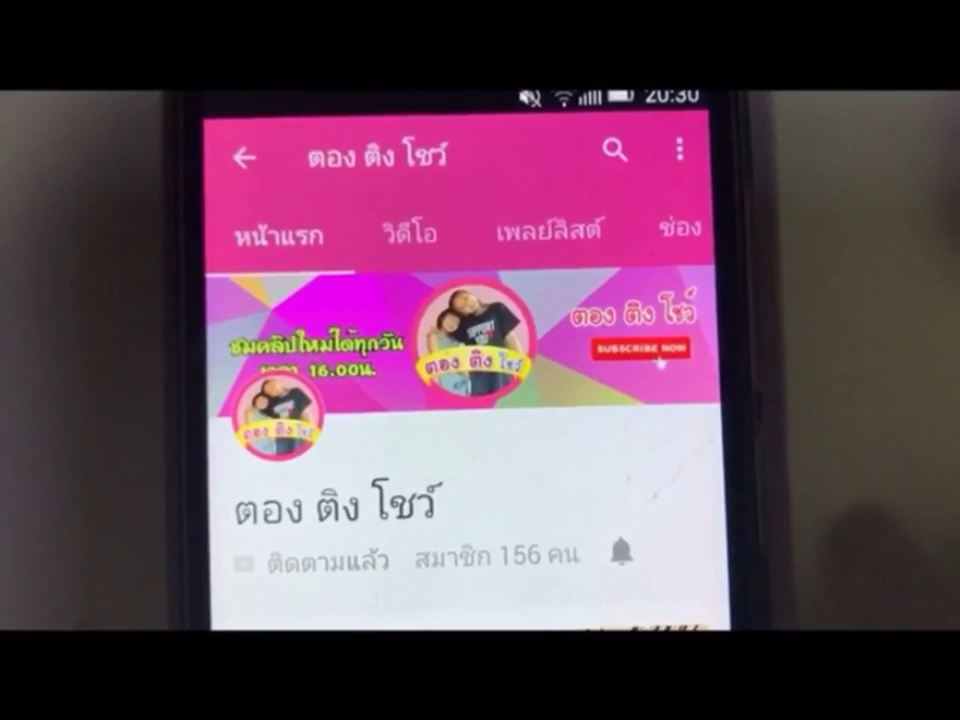 20:30
ตอง ติง โชว์
หน้าแรก วิดีโอ เพลย์ลิสต์ ช่อง
ชมคลิปใหม่ได้ทุกวัน
16.00น.
SUPPORT
ตอง ติง โชว์
ตอง ติง โชว์
SUBSCRIBE NOW
ตอง ติง โชว์
ตอง ติง โชว์
ติดตามแล้ว สมาชิก 156 คน